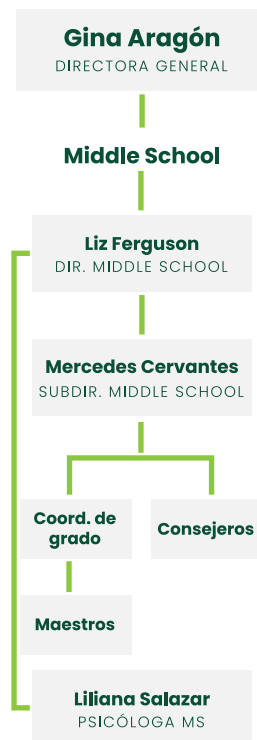 Gina Aragón
DIRECTORA GENERAL
Middle School
Liz Ferguson
DIR. MIDDLE SCHOOL
Mercedes Cervantes
SUBDIR. MIDDLE SCHOOL
Coord. de
grado
Consejeros
Maestros
Liliana Salazar
PSICÓLOGA MS